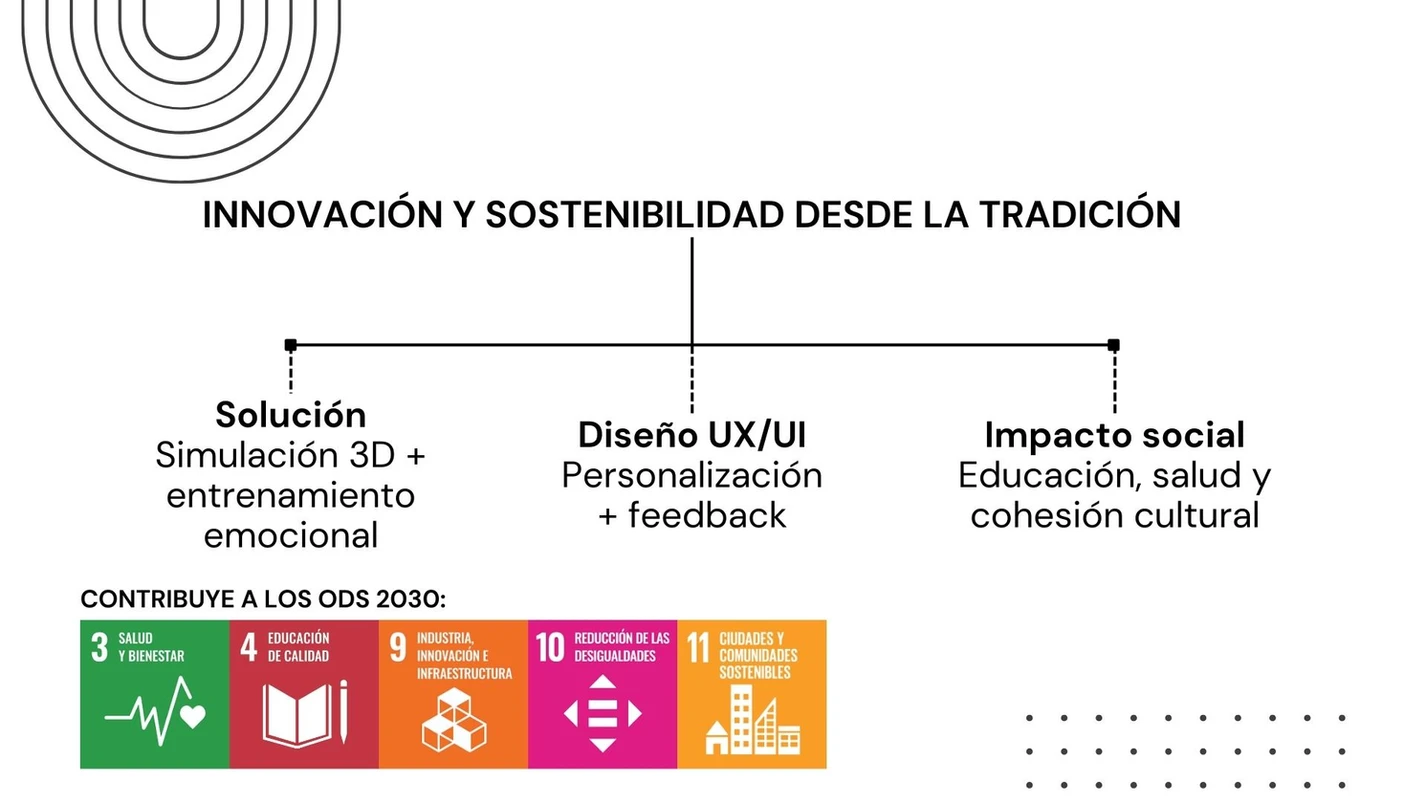 INNOVACIÓN Y SOSTENIBILIDAD DESDE LA TRADICIÓN
Solución
Simulación 3D +
entrenamiento
emocional
Diseño UX/UI
Personalización
+ feedback
Impacto social
Educación, salud y
cohesión cultural
CONTRIBUYE A LOS ODS 2030:
3 SALUD
Y BIENESTAR
4 EDUCACIÓN
DE CALIDAD
9 INDUSTRIA,
INNOVACIÓN E
INFRAESTRUCTURA
10 REDUCCIÓN DE LAS
DESIGUALDADES
11 CIUDADES Y
COMUNIDADES
SOSTENIBLES